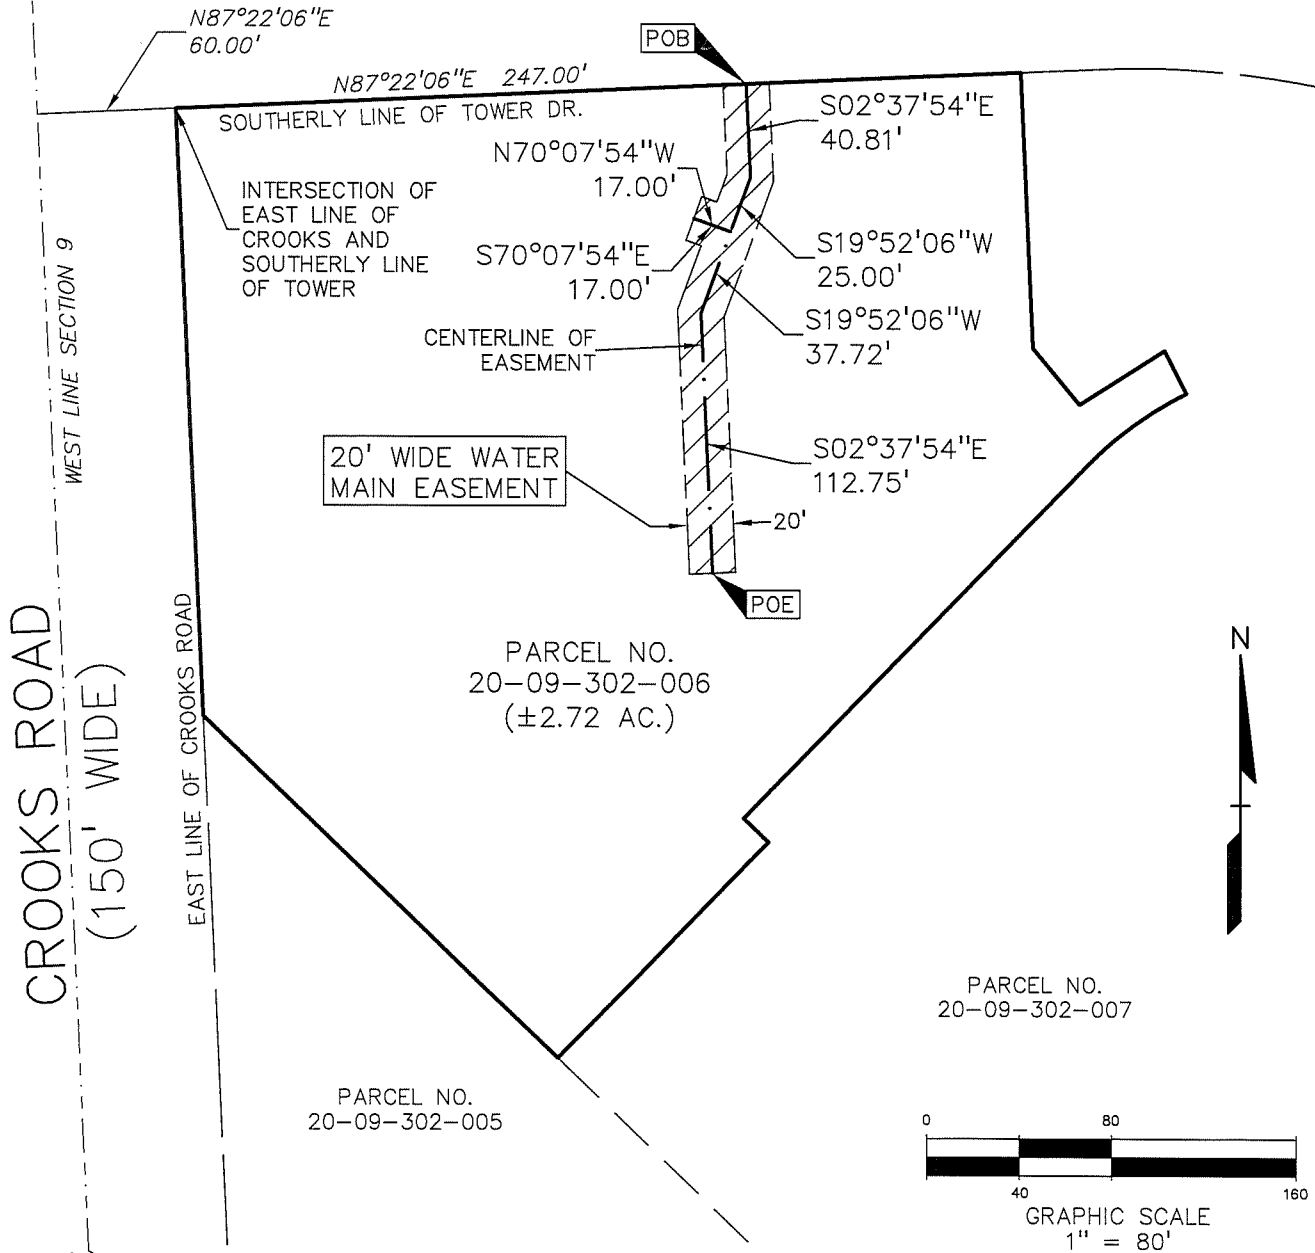 N87°22'06"E
60.00'
POB
N87°22'06"E 247.00'
SOUTHERLY LINE OF TOWER DR.
S02°37'54"E
40.81'
N70°07'54"W
17.00'
INTERSECTION OF
EAST LINE OF
CROOKS AND
SOUTHERLY LINE
OF TOWER
S70°07'54"E
17.00'
S19°52'06"W
25.00'
S19°52'06"W
37.72'
CENTERLINE OF
EASEMENT
WEST LINE SECTION 9
20' WIDE WATER
MAIN EASEMENT
S02°37'54"E
112.75'
20'
POE
CROOKS ROAD
(150' WIDE)
EAST LINE OF CROOKS ROAD
PARCEL NO.
20-09-302-006
(±2.72 AC.)
N
PARCEL NO.
20-09-302-007
PARCEL NO.
20-09-302-005
0 80
40 160
GRAPHIC SCALE
1" = 80'